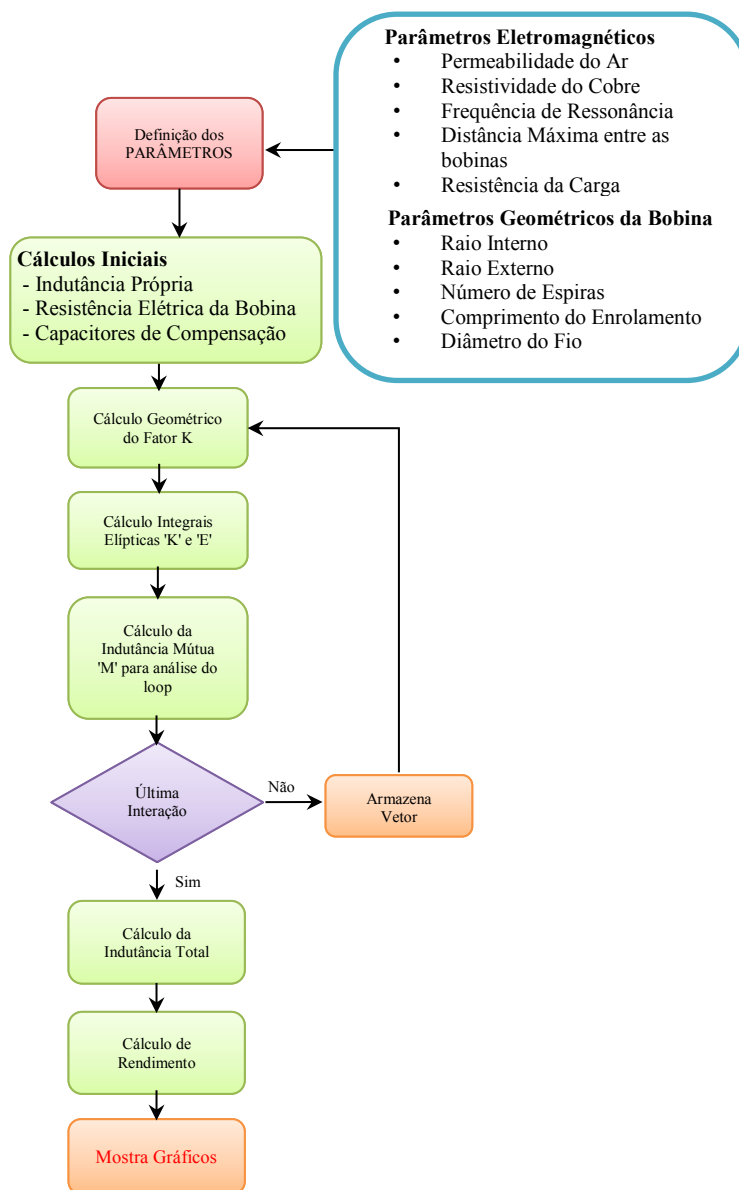 Parâmetros Eletromagnéticos
• Permeabilidade do Ar
• Resistividade do Cobre
• Frequência de Ressonância
• Distância Máxima entre as
bobinas
• Resistência da Carga
Parâmetros Geométricos da Bobina
• Raio Interno
• Raio Externo
• Número de Espiras
• Comprimento do Enrolamento
• Diâmetro do Fio
Definição dos
PARÂMETROS
Cálculos Iniciais
- Indutância Própria
- Resistência Elétrica da Bobina
- Capacitores de Compensação
Cálculo Geométrico
do Fator K
Cálculo Integrais
Elípticas 'K' e 'E'
Cálculo da
Indutância Mútua
'M' para análise do
loop
Última
Interação
Não
Armazena
Vetor
Sim
Cálculo da
Indutância Total
Cálculo de
Rendimento
Mostra Gráficos